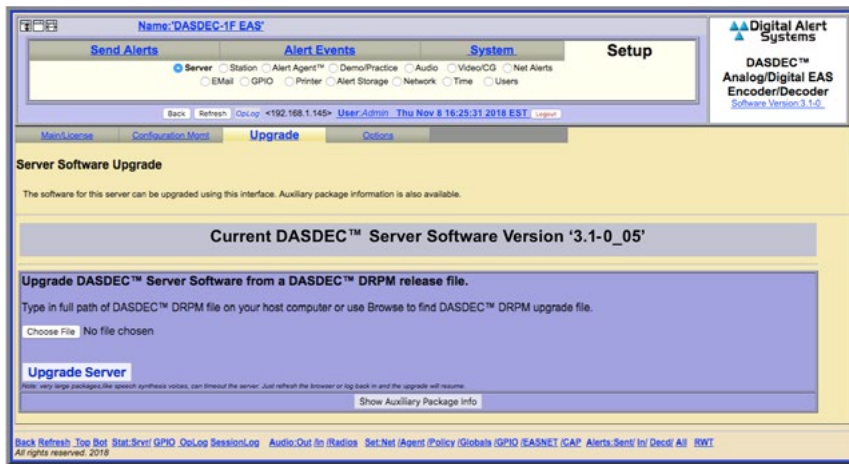 Name:'DASDEC-1F EAS'
Send Alerts Alert Events System Setup
Server Station Alert Agent™ Demo/Practice Audio Video/CG Net Alerts
EMail GPIO Printer Alert Storage Network Time Users
Back Refresh OpLog <192.168.1.145> User:Admin Thu Nov 8 16:25:31 2018 EST Logout
Digital Alert
Systems
DASDEC™
Analog/Digital EAS
Encoder/Decoder
Software Version:3.1-0
Main/License Configuration Mgmt Upgrade Options
Server Software Upgrade
The software for this server can be upgraded using this interface. Auxiliary package information is also available.
Current DASDEC™ Server Software Version ‘3.1-0_05’
Upgrade DASDEC™ Server Software from a DASDEC™ DRPM release file.
Type in full path of DASDEC™ DRPM file on your host computer or use Browse to find DASDEC™ DRPM upgrade file.
Choose File No file chosen
Upgrade Server
Note: very large packages,like speech synthesis voices, can timeout the server. Just refresh the browser or log back in and the upgrade will resume.
Show Auxiliary Package Info
Back Refresh Top Bot Stat:Srvr/ GPIO OpLog SessionLog Audio:Out /In /Radios Set:Net /Agent /Policy /Globals /GPIO /EASNET /CAP Alerts:Sent/ In/ Decd/ All RWT
All rights reserved. 2018